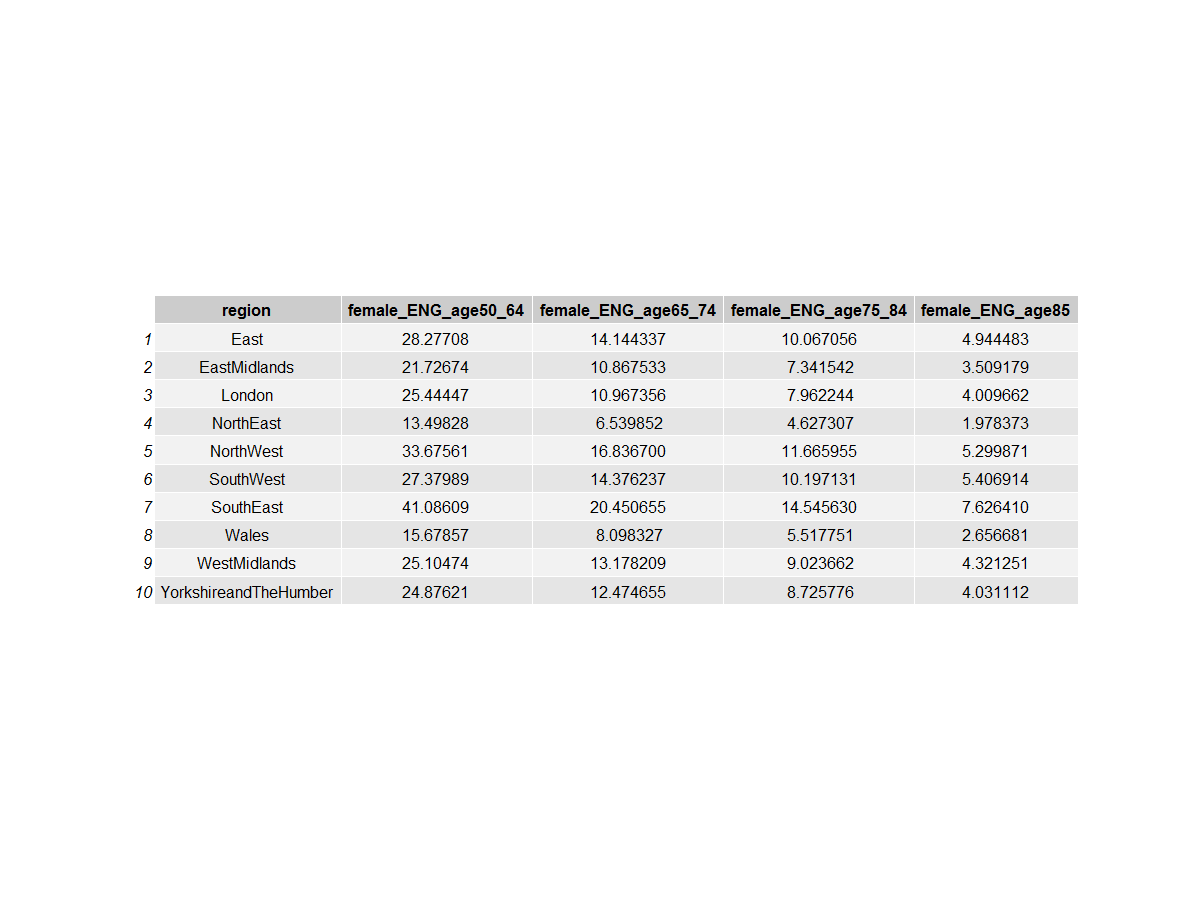 region female_ENG_age50_64 female_ENG_age65_74 female_ENG_age75_84 female_ENG_age85
1 East 28.27708 14.144337 10.067056 4.944483
2 EastMidlands 21.72674 10.867533 7.341542 3.509179
3 London 25.44447 10.967356 7.962244 4.009662
4 NorthEast 13.49828 6.539852 4.627307 1.978373
5 NorthWest 33.67561 16.836700 11.665955 5.299871
6 SouthWest 27.37989 14.376237 10.197131 5.406914
7 SouthEast 41.08609 20.450655 14.545630 7.626410
8 Wales 15.67857 8.098327 5.517751 2.656681
9 WestMidlands 25.10474 13.178209 9.023662 4.321251
10 YorkshireandTheHumber 24.87621 12.474655 8.725776 4.031112